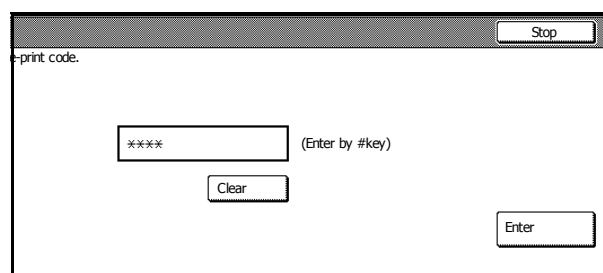 Stop
e-print code.
**** (Enter by #key)
Clear
Enter